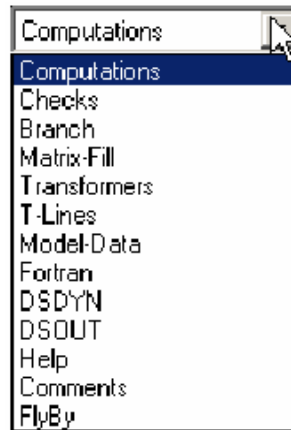 Computations
Computations
Checks
Branch
Matrix-Fill
Transformers
T-Lines
Model-Data
Fortran
DSDYN
DSOUT
Help
Comments
FlyBy